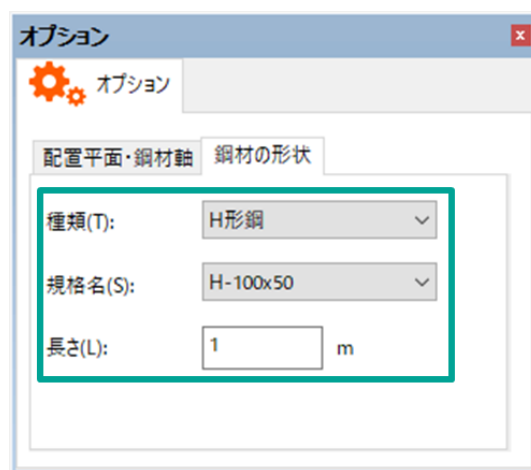 オプション
オプション
配置平面・鋼材軸 鋼材の形状
種類(T): H形鋼
規格名(S): H-100x50
長さ(L): 1 m